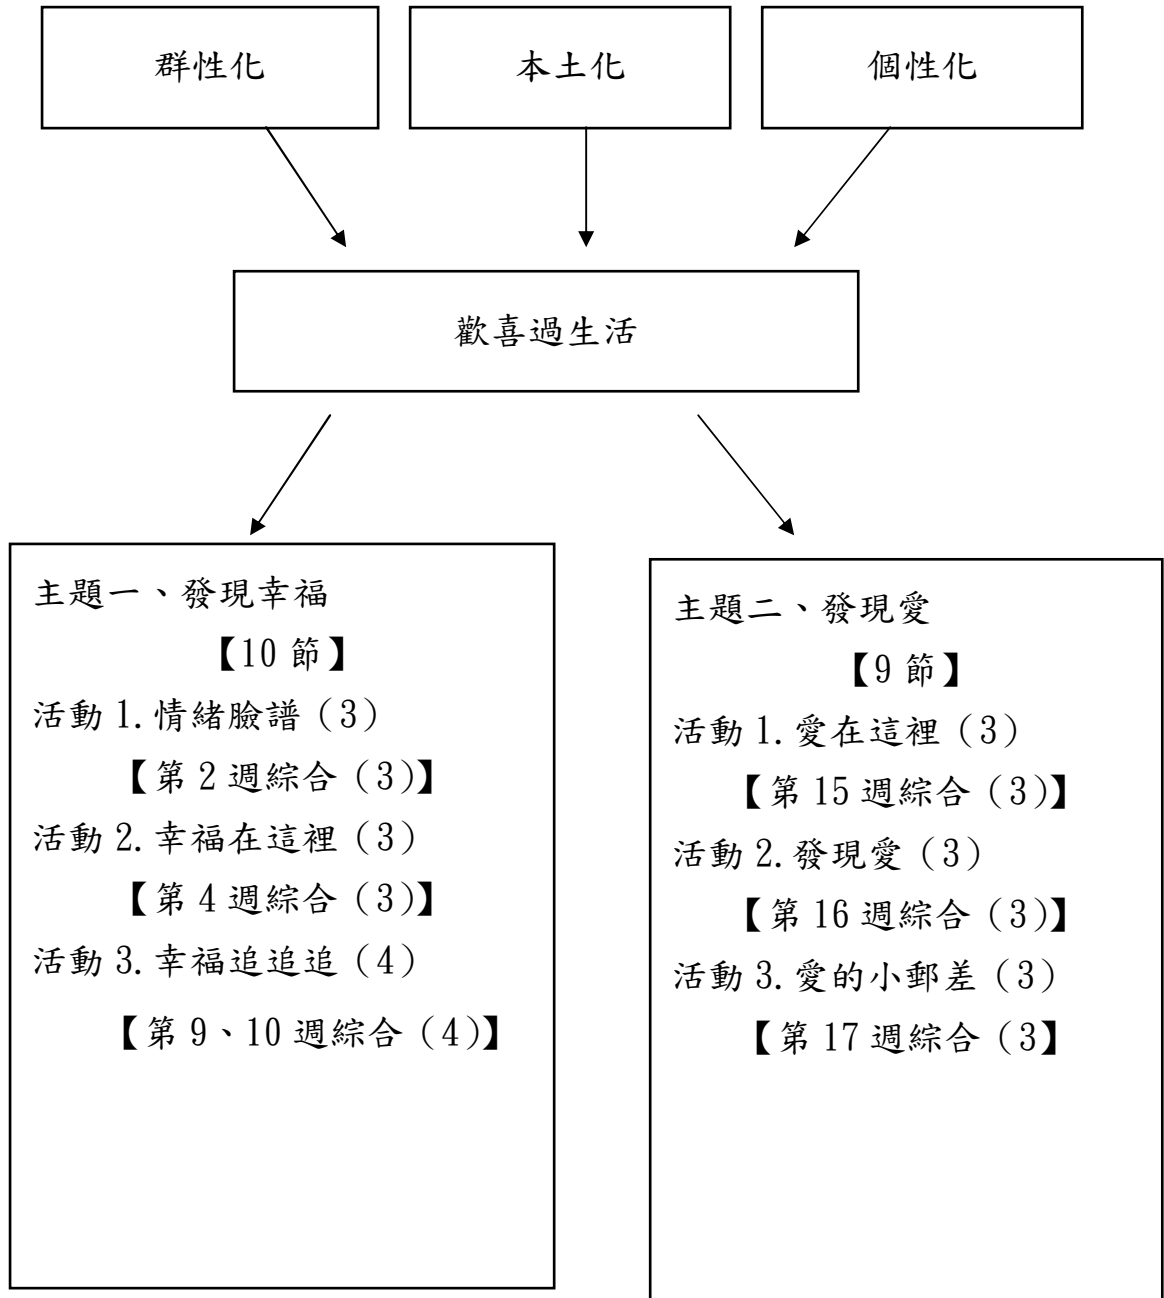 群性化
本土化
個性化
歡喜過生活
主題一、發現幸福
【10 節】
活動 1.情緒臉譜（3）
【第 2 週綜合（3)】
活動 2.幸福在這裡（3）
【第 4 週綜合（3)】
活動 3.幸福追追追（4）
【第 9、10 週綜合（4)】
主題二、發現愛
【9 節】
活動 1.愛在這裡（3）
【第 15 週綜合（3)】
活動 2.發現愛（3）
【第 16 週綜合（3)】
活動 3.愛的小郵差（3）
【第 17 週綜合（3】